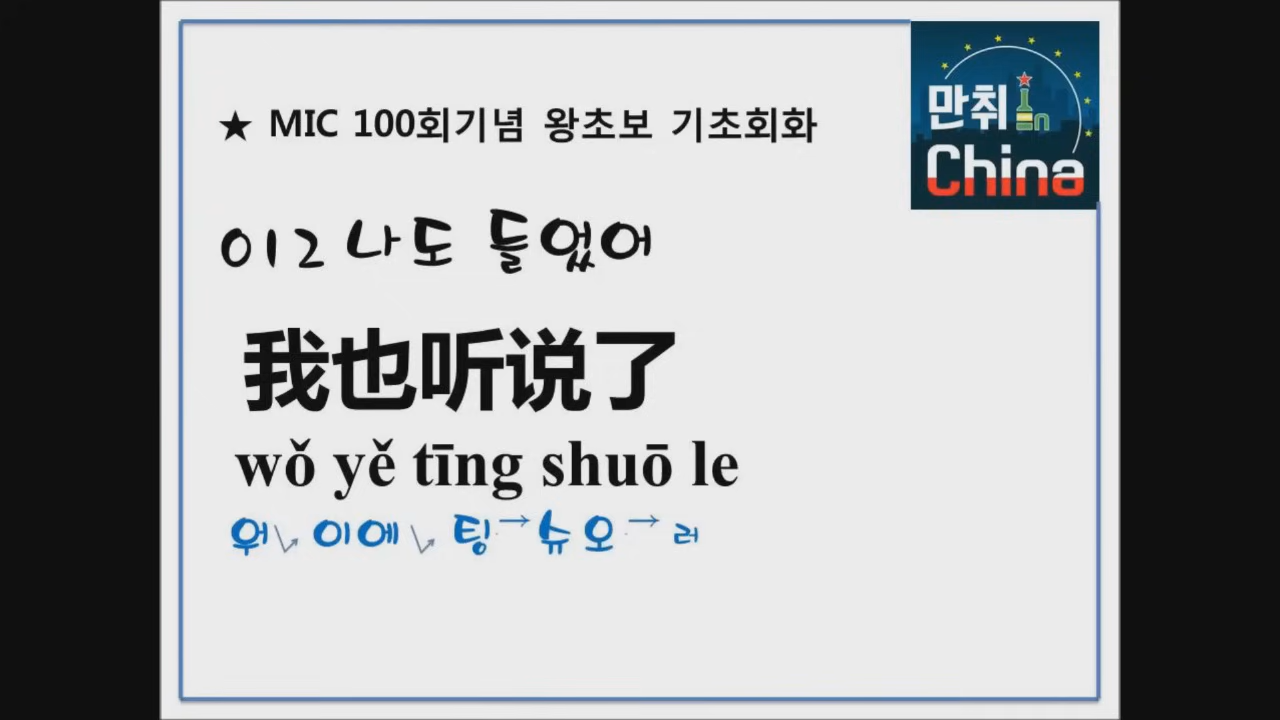 ★ MIC 100회기념 왕초보 기초회화
만취 in
China
012 나도 들었어
我也听说了
wǒ yě tīng shuō le
워↘↗ 이에↘↗ 팅→ 슈오→ 러